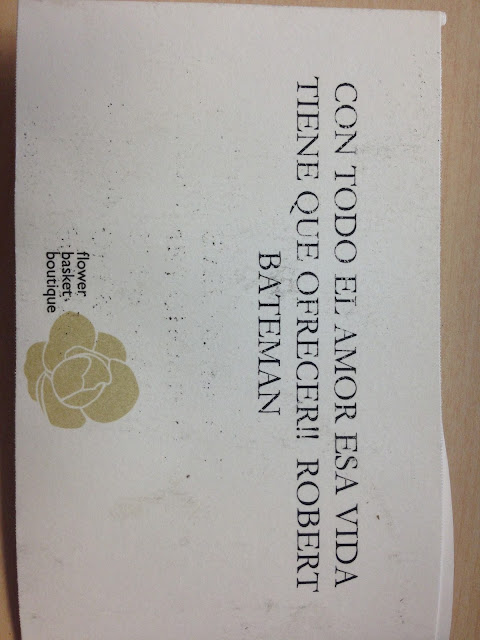 CON TODO EL AMOR ESA VIDA
TIENE QUE OFRECER!! ROBERT
BATEMAN
flower
basket
boutique